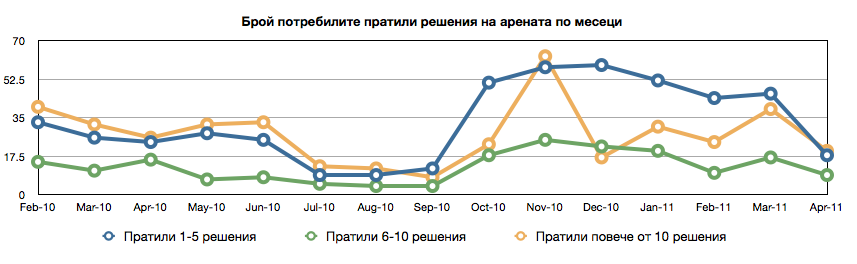 Брой потребилите пратили решения на арената по месеци
70
52.5
35
17.5
0
Feb-10 Mar-10 Apr-10 May-10 Jun-10 Jul-10 Aug-10 Sep-10 Oct-10 Nov-10 Dec-10 Jan-11 Feb-11 Mar-11 Apr-11
Пратили 1-5 решения Пратили 6-10 решения Пратили повече от 10 решения